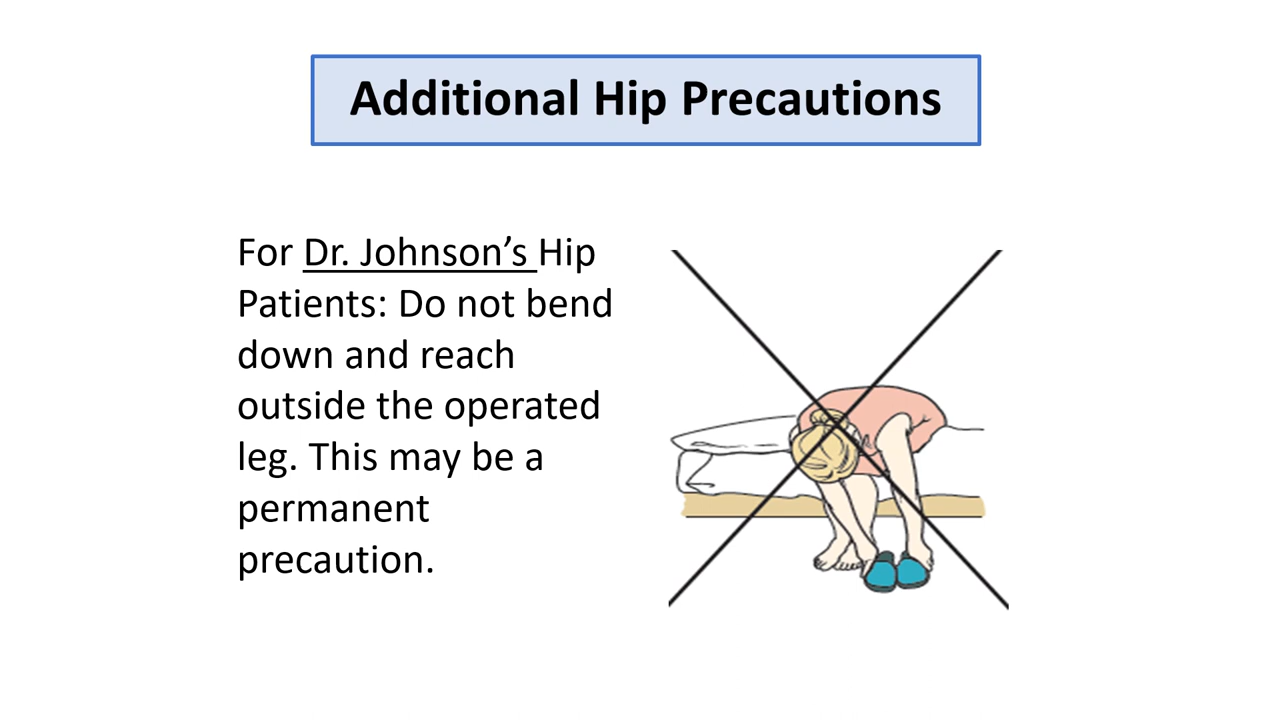 Additional Hip Precautions
For Dr. Johnson’s Hip
Patients: Do not bend
down and reach
outside the operated
leg. This may be a
permanent
precaution.